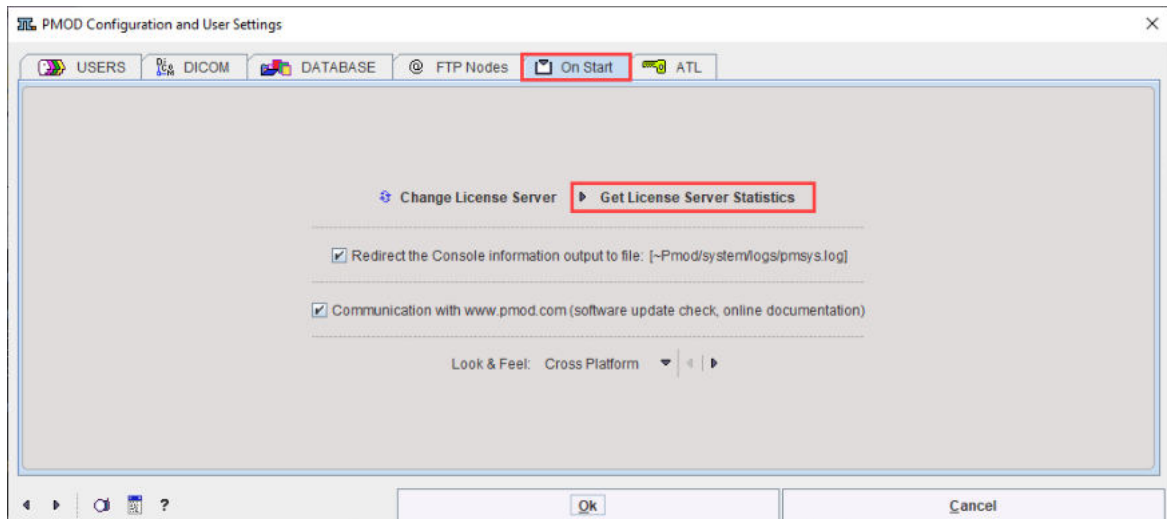 PMOD Configuration and User Settings
USERS DICOM DATABASE @ FTP Nodes On Start ATL
Change License Server Get License Server Statistics
Redirect the Console information output to file: [~Pmod/system/logs/pmsys.log]
Communication with www.pmod.com (software update check, online documentation)
Look & Feel: Cross Platform
? Ok Cancel